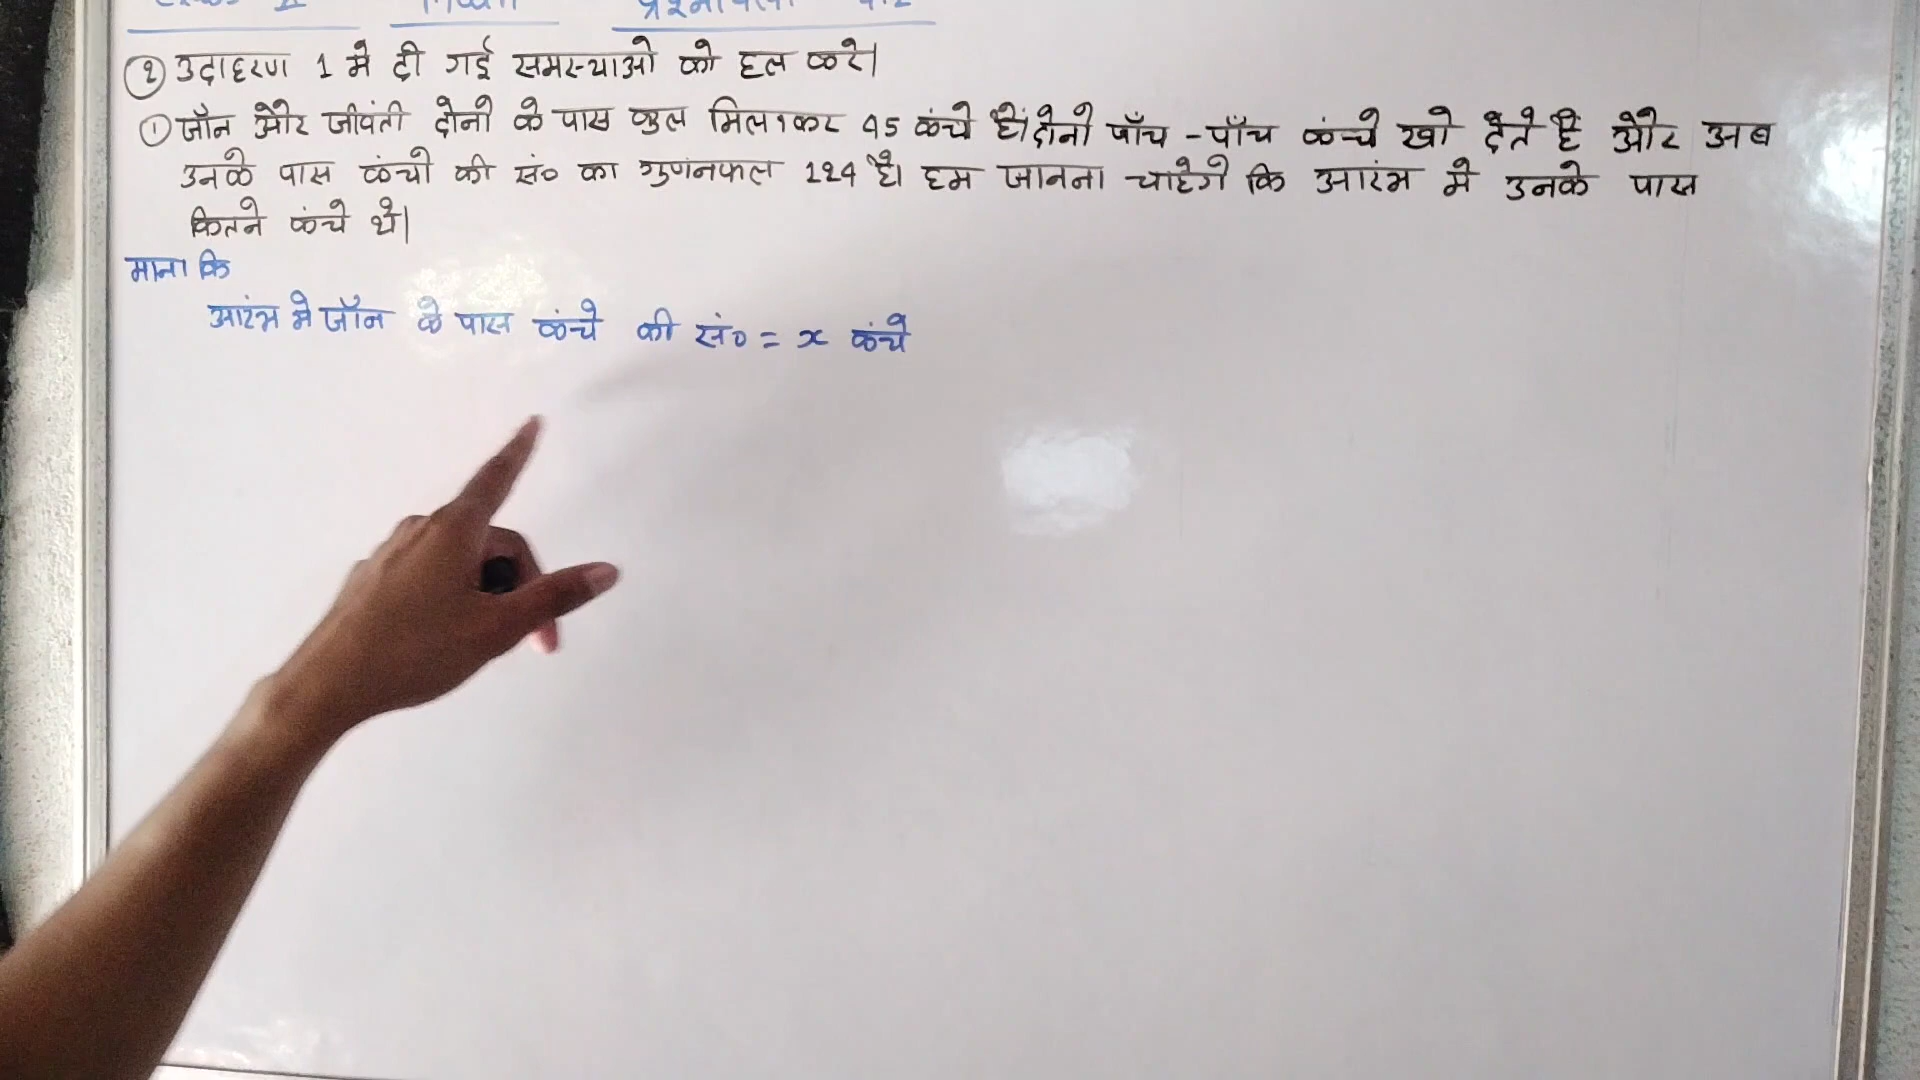 ② उदाहरण 1 मे दी गई समस्याओ को हल करे।
① जॉन और जीवंती दोनो के पास कुल मिलाकर 45 कंचे हैं। दोनो पाँच - पाँच कंचे खो देते हैं और अब
उनके पास कंचो की सं० का गुणनफल 124 है। हम जानना चाहेगे कि आरंभ मे उनके पास
कितने कंचे थे।
माना कि
आरंभ मे जॉन के पास कंचे की सं० = x कंचे